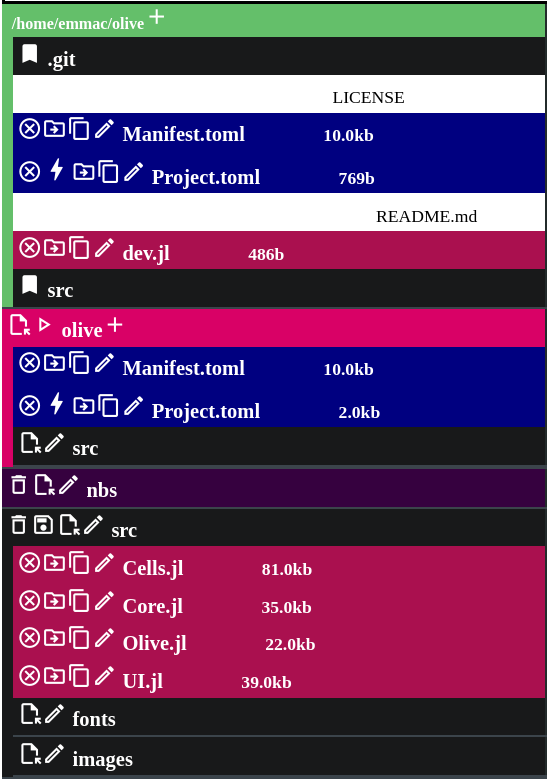 /home/emmac/olive +
.git
LICENSE
Manifest.toml 10.0kb
Project.toml 769b
README.md
dev.jl 486b
src
olive +
Manifest.toml 10.0kb
Project.toml 2.0kb
src
nbs
src
Cells.jl 81.0kb
Core.jl 35.0kb
Olive.jl 22.0kb
UI.jl 39.0kb
fonts
images